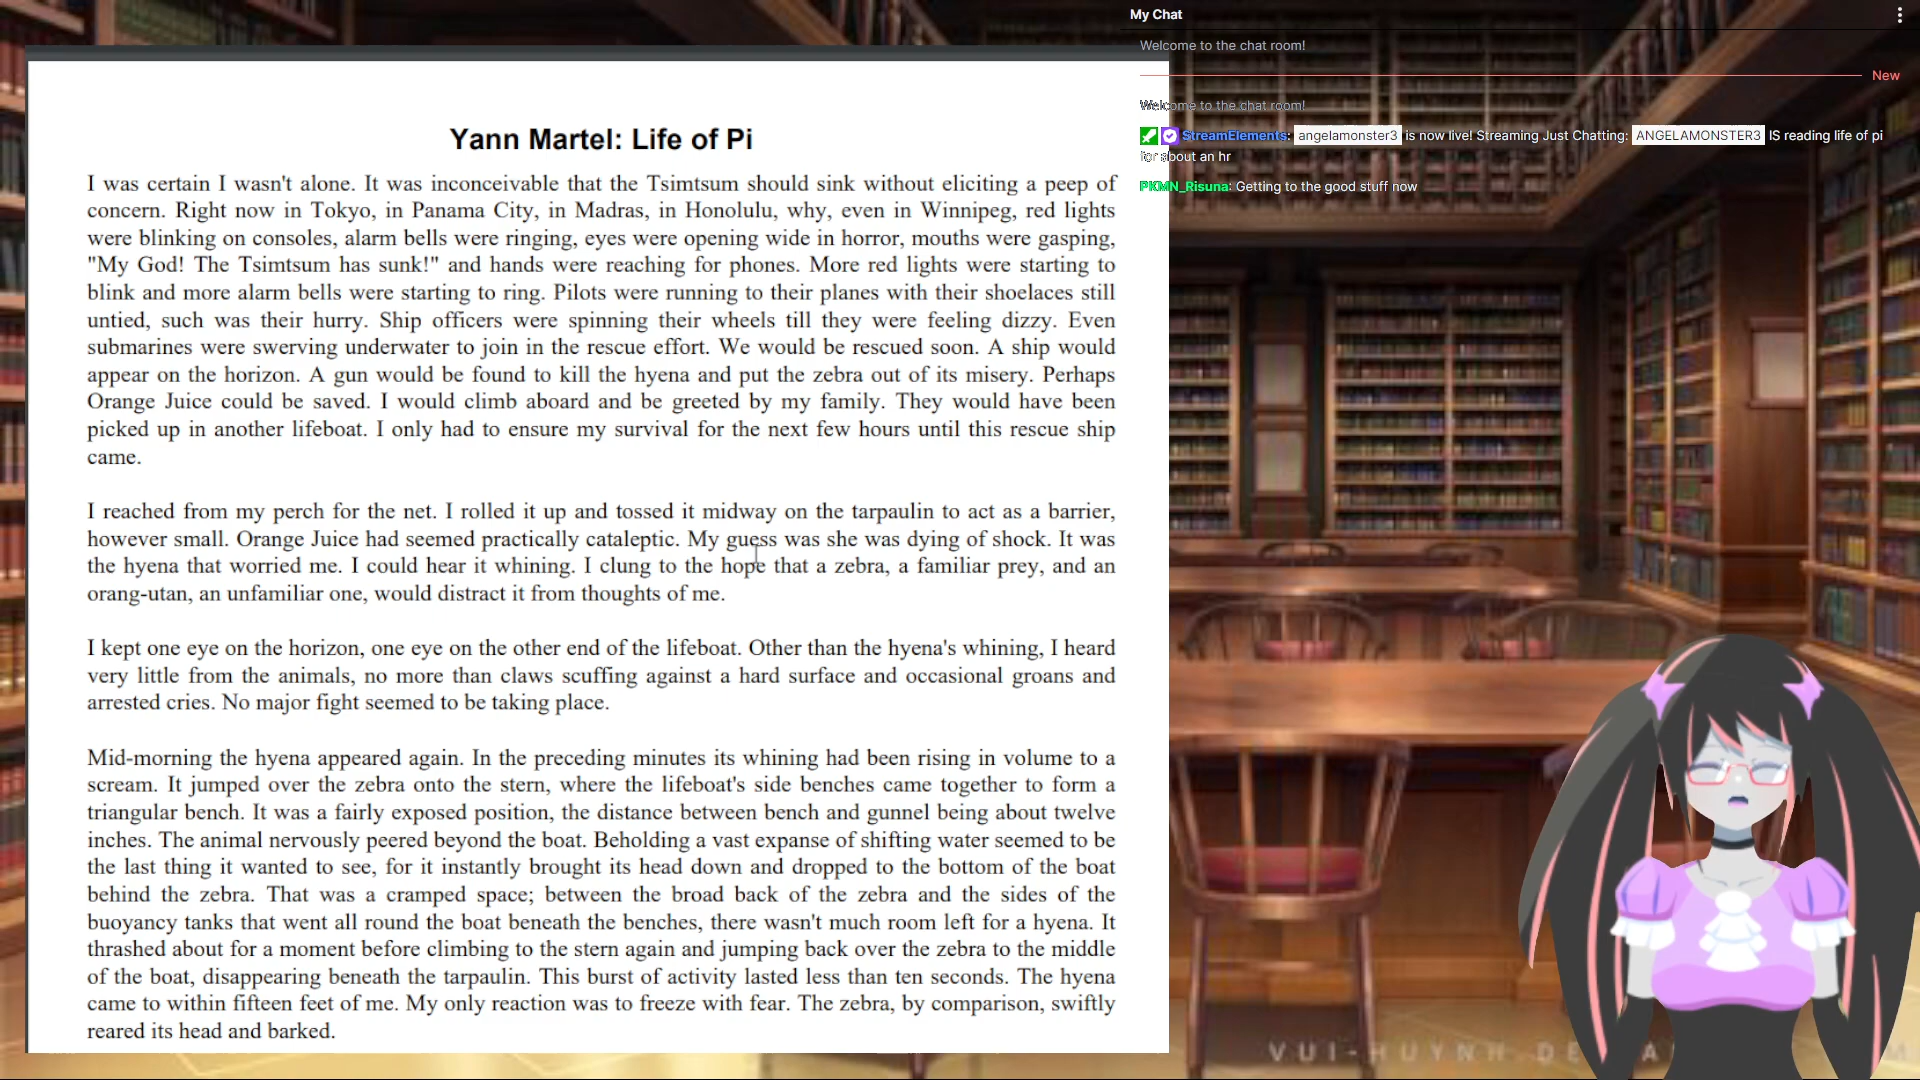 My Chat
Welcome to the chat room!
New
Welcome to the chat room!
StreamElements: angelamonster3 is now live! Streaming Just Chatting: ANGELAMONSTER3 IS reading life of pi
for about an hr
PKMN_Risuna: Getting to the good stuff now
Yann Martel: Life of Pi
I was certain I wasn't alone. It was inconceivable that the Tsimtsum should sink without eliciting a peep of
concern. Right now in Tokyo, in Panama City, in Madras, in Honolulu, why, even in Winnipeg, red lights
were blinking on consoles, alarm bells were ringing, eyes were opening wide in horror, mouths were gasping,
"My God! The Tsimtsum has sunk!" and hands were reaching for phones. More red lights were starting to
blink and more alarm bells were starting to ring. Pilots were running to their planes with their shoelaces still
untied, such was their hurry. Ship officers were spinning their wheels till they were feeling dizzy. Even
submarines were swerving underwater to join in the rescue effort. We would be rescued soon. A ship would
appear on the horizon. A gun would be found to kill the hyena and put the zebra out of its misery. Perhaps
Orange Juice could be saved. I would climb aboard and be greeted by my family. They would have been
picked up in another lifeboat. I only had to ensure my survival for the next few hours until this rescue ship
came.
I reached from my perch for the net. I rolled it up and tossed it midway on the tarpaulin to act as a barrier,
however small. Orange Juice had seemed practically cataleptic. My guess was she was dying of shock. It was
the hyena that worried me. I could hear it whining. I clung to the hope that a zebra, a familiar prey, and an
orang-utan, an unfamiliar one, would distract it from thoughts of me.
I kept one eye on the horizon, one eye on the other end of the lifeboat. Other than the hyena's whining, I heard
very little from the animals, no more than claws scuffing against a hard surface and occasional groans and
arrested cries. No major fight seemed to be taking place.
Mid-morning the hyena appeared again. In the preceding minutes its whining had been rising in volume to a
scream. It jumped over the zebra onto the stern, where the lifeboat's side benches came together to form a
triangular bench. It was a fairly exposed position, the distance between bench and gunnel being about twelve
inches. The animal nervously peered beyond the boat. Beholding a vast expanse of shifting water seemed to be
the last thing it wanted to see, for it instantly brought its head down and dropped to the bottom of the boat
behind the zebra. That was a cramped space; between the broad back of the zebra and the sides of the
buoyancy tanks that went all round the boat beneath the benches, there wasn't much room left for a hyena. It
thrashed about for a moment before climbing to the stern again and jumping back over the zebra to the middle
of the boat, disappearing beneath the tarpaulin. This burst of activity lasted less than ten seconds. The hyena
came to within fifteen feet of me. My only reaction was to freeze with fear. The zebra, by comparison, swiftly
reared its head and barked.
VUI-HUYNH